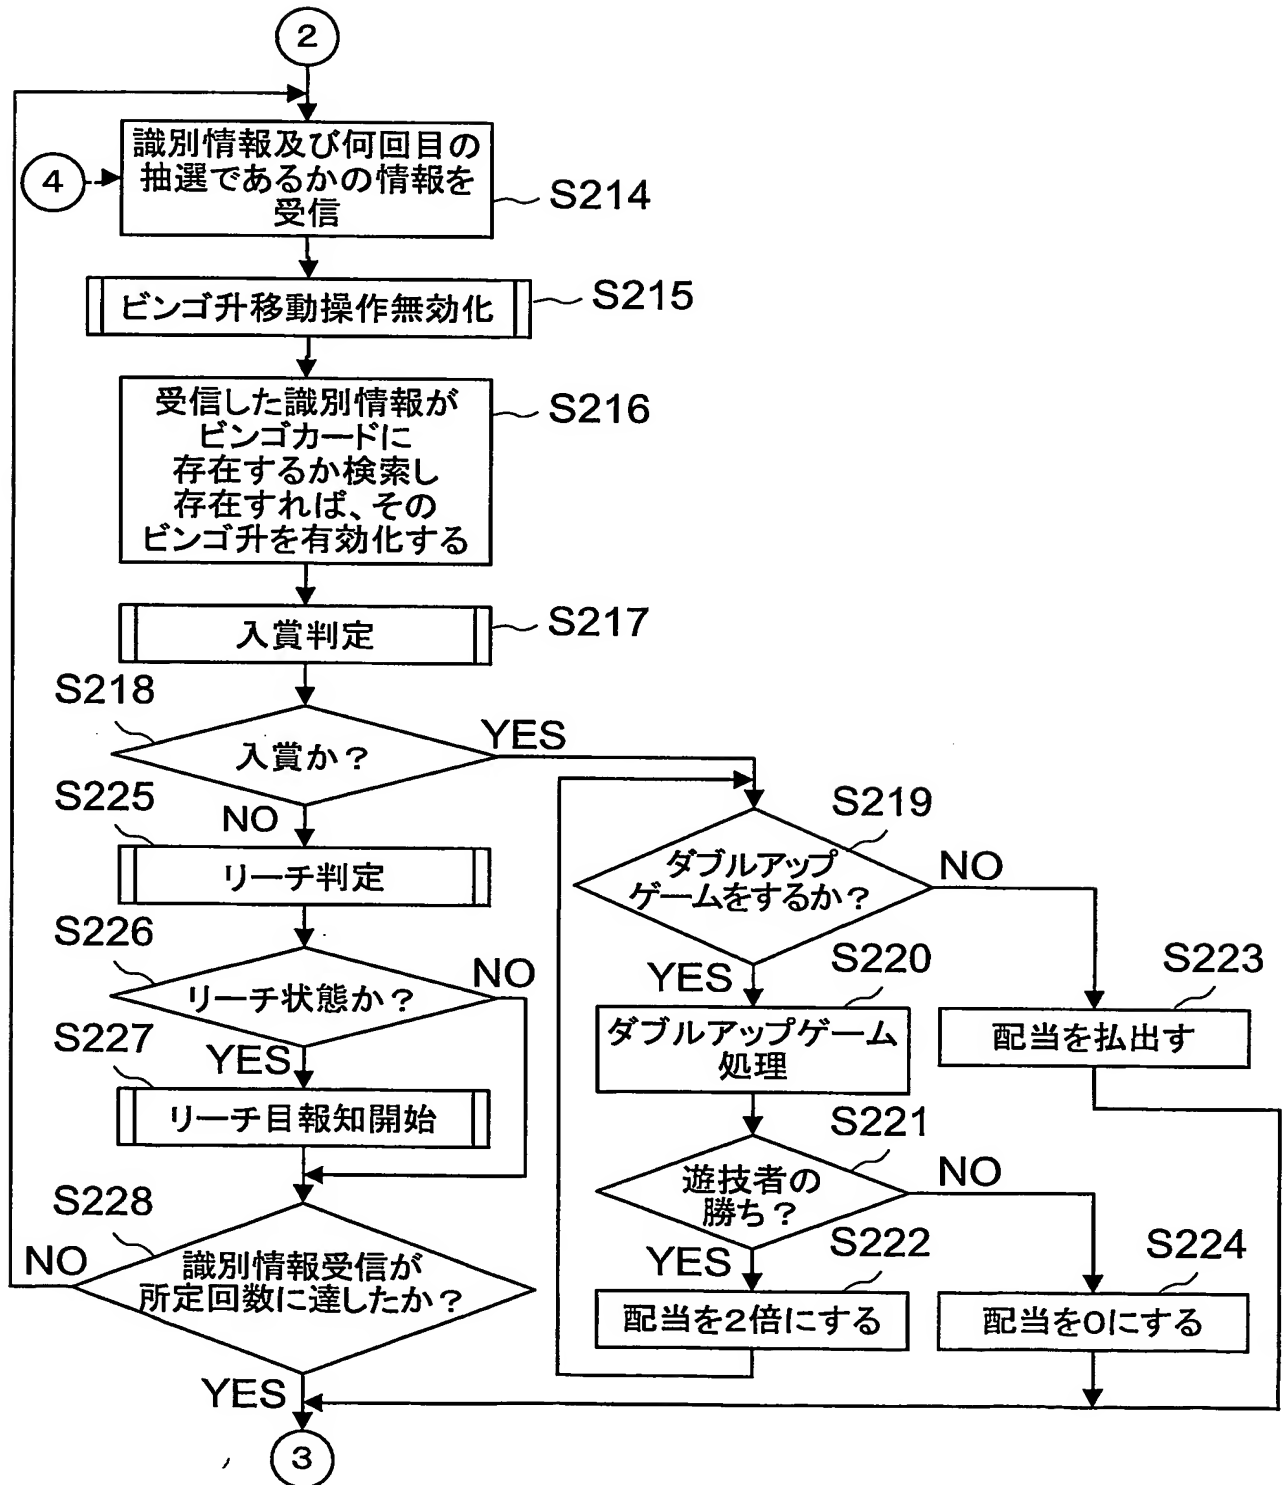 2
4
識別情報及び何回目の
抽選であるかの情報を
受信
S214
ビンゴ升移動操作無効化
S215
受信した識別情報が
ビンゴカードに
存在するか検索し
存在すれば、その
ビンゴ升を有効化する
S216
入賞判定
S217
S218
入賞か?
YES
NO
S225
リーチ判定
S226
リーチ状態か?
NO
YES
S227
リーチ目報知開始
S228
識別情報受信が
所定回数に達したか?
NO
YES
3
S219
ダブルアップ
ゲームをするか?
NO
YES
S220
ダブルアップゲーム
処理
S223
配当を払出す
S221
遊技者の
勝ち?
NO
YES
S222
配当を2倍にする
S224
配当を0にする